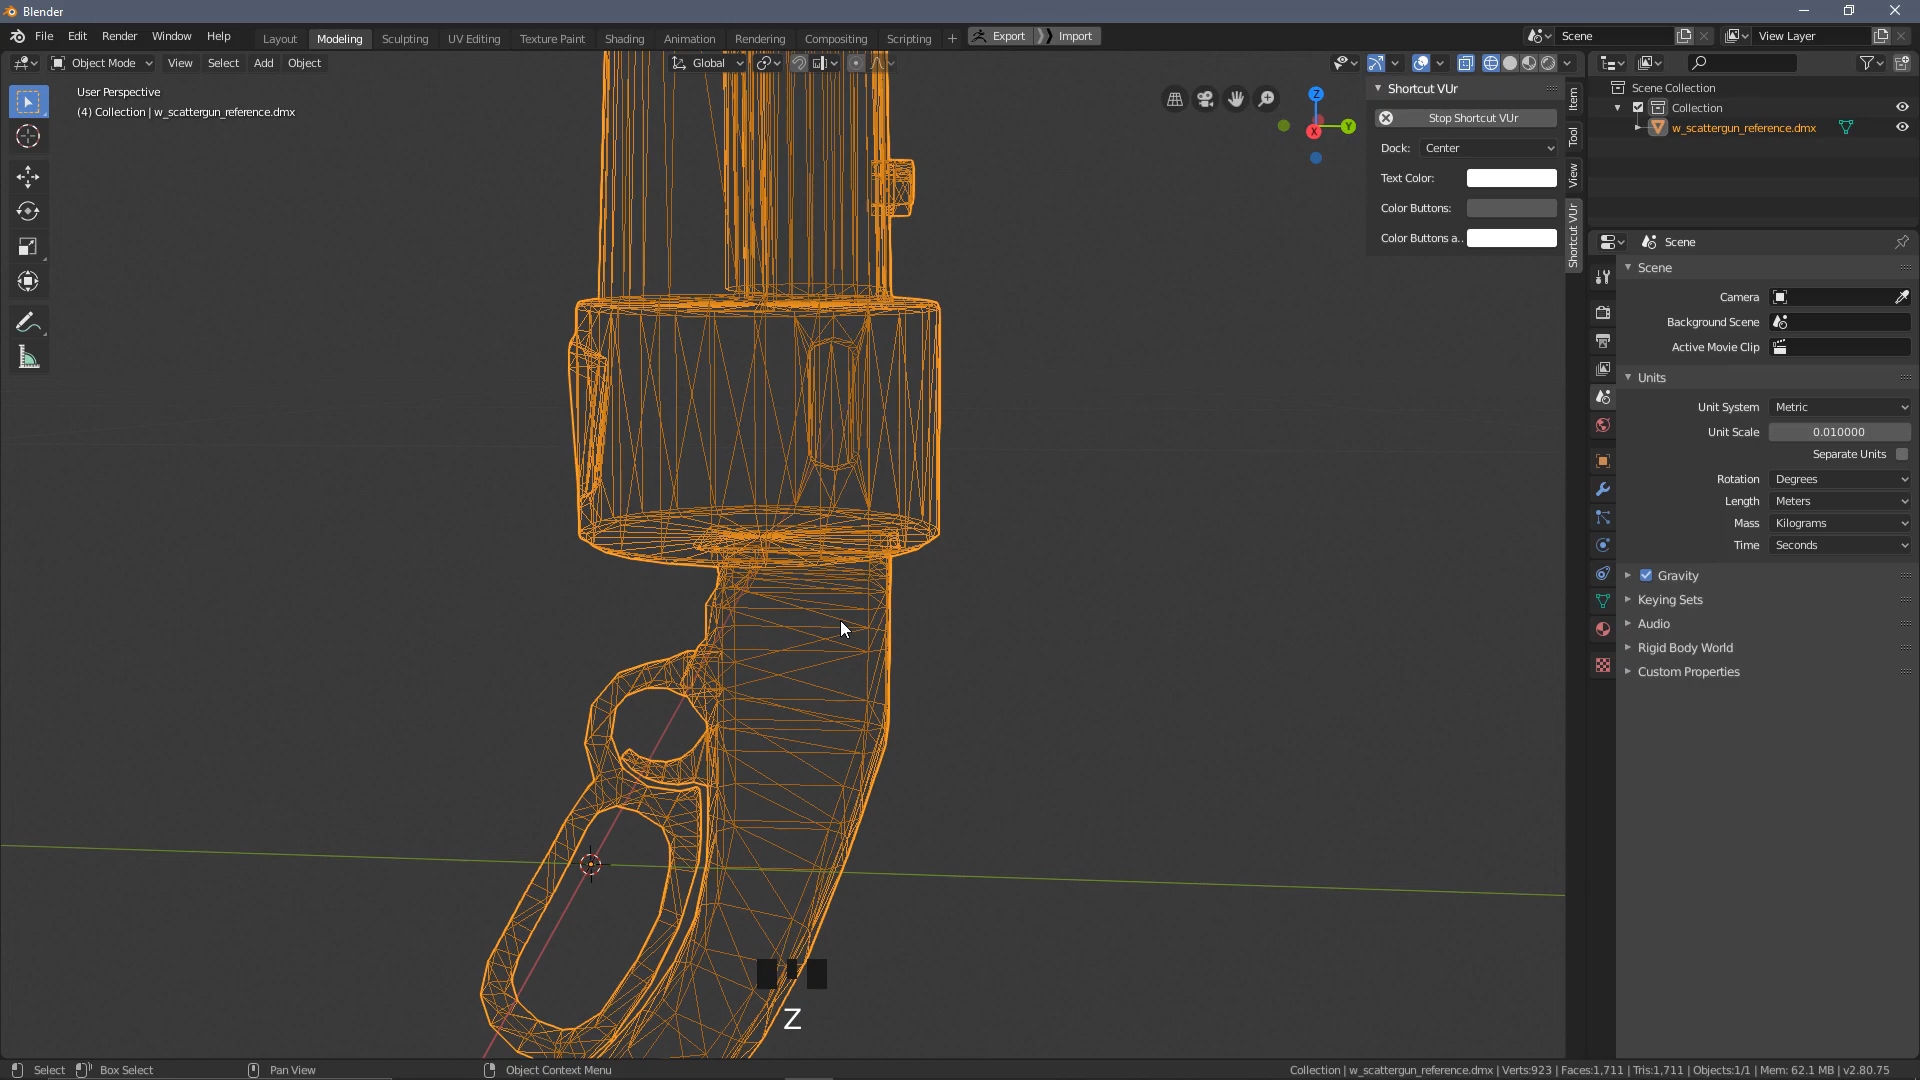 Blender
File Edit Render Window Help
Layout Modeling Sculpting UV Editing Texture Paint Shading Animation Rendering Compositing Scripting + Export Import
Scene View Layer
Object Mode View Select Add Object Global
User Perspective
(4) Collection | w_scattergun_reference.dmx
Z Y X
Shortcut VUr
Stop Shortcut VUr
Dock: Center
Text Color:
Color Buttons:
Color Buttons a..
Item
Tool
View
Shortcut VUr
Scene Collection
Collection
w_scattergun_reference.dmx
Scene
Scene
Camera
Background Scene
Active Movie Clip
Units
Unit System Metric
Unit Scale 0.010000
Separate Units
Rotation Degrees
Length Meters
Mass Kilograms
Time Seconds
Gravity
Keying Sets
Audio
Rigid Body World
Custom Properties
Z
Select Box Select Pan View Object Context Menu
Collection | w_scattergun_reference.dmx | Verts:923 | Faces:1,711 | Tris:1,711 | Objects:1/1 | Mem: 62.1 MB | v2.80.75